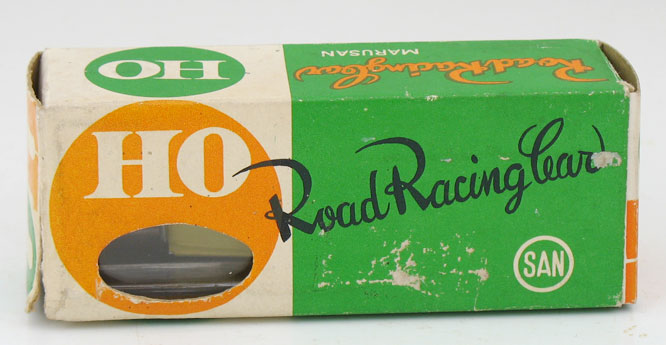 HO
Road Racing Car
MARUSAN
HO
Road Racing Car
SAN